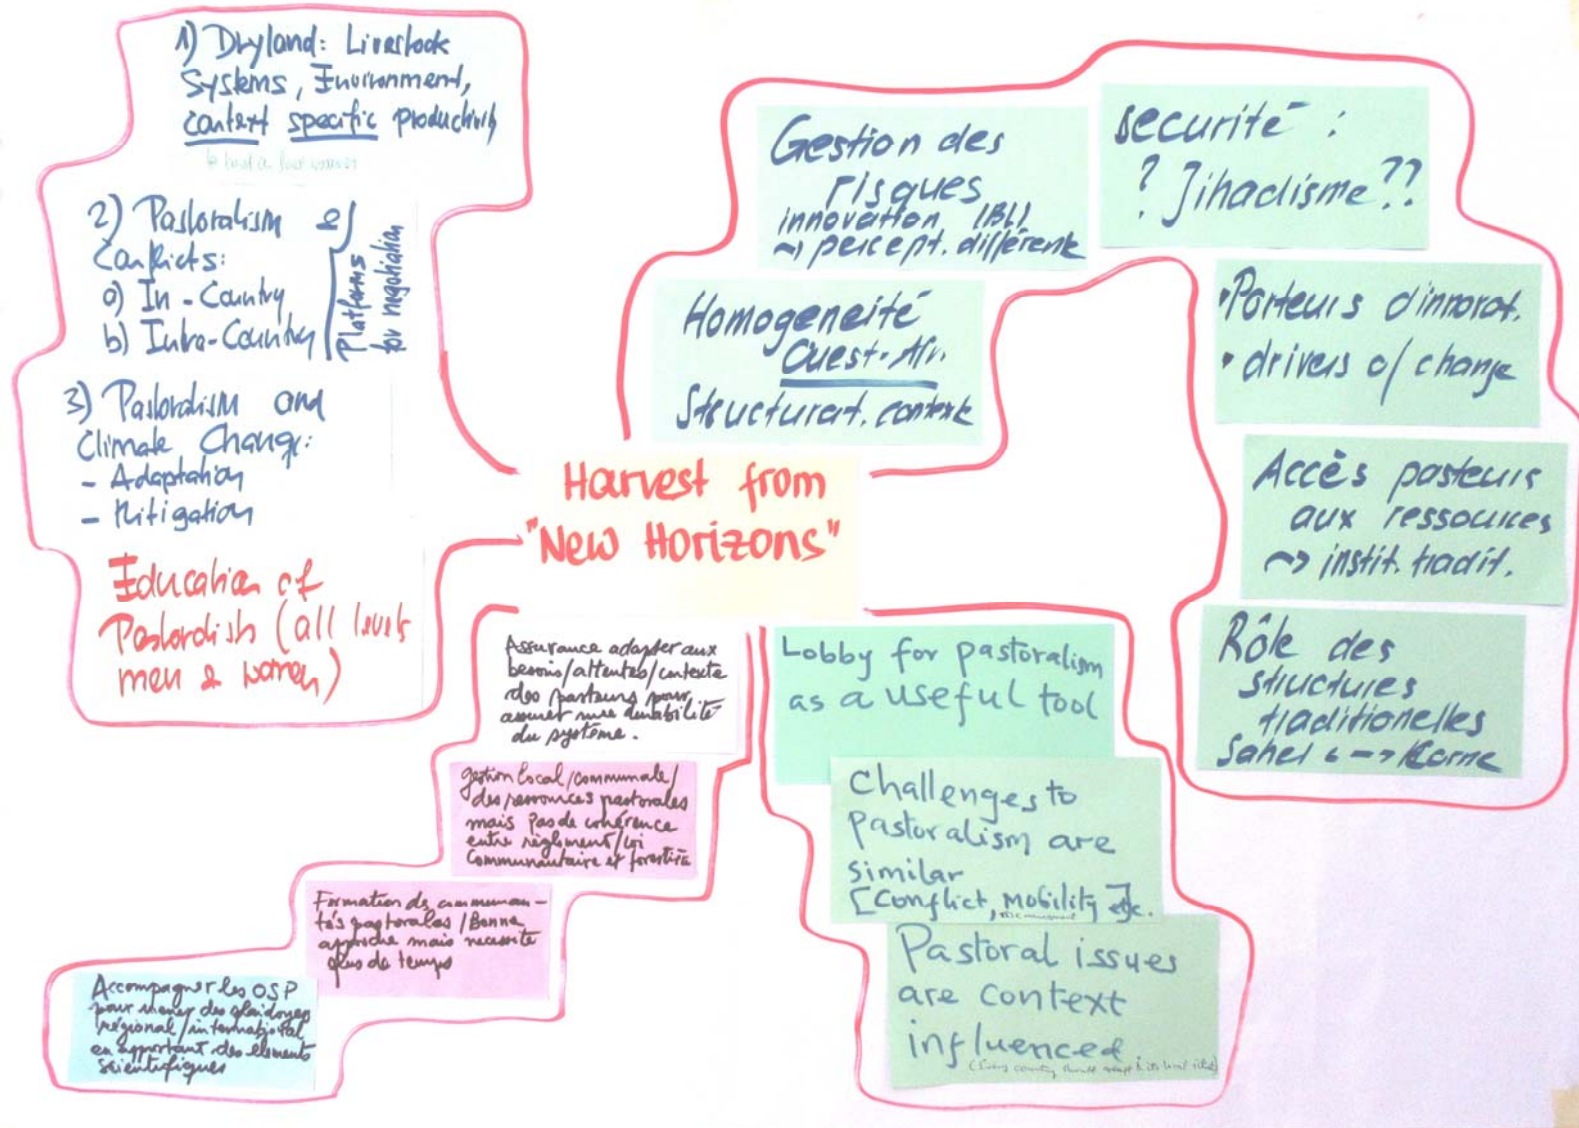 1) Dryland: Livestock
Systems, Environment,
context specific productivity
2) Pastoralism &
Conflicts:
a) In-Country
b) Intra-Country
Platforms
for negotiation
3) Pastoralism and
Climate Change:
- Adaptation
- Mitigation
Education of
Pastoralists (all levels
men & women)
Harvest from
"New Horizons"
Gestion des
risques
innovation IBLI
→ percept. différente
securité :
? Jihadisme ??
Homogeneité
Ouest-Afr.
Structurat. contexte
• Porteurs d'innovat.
• drivers of change
Accès pasteurs
aux ressources
~> instit. tradit.
Rôle des
structures
traditionelles
Sahel <--> Corne
Assurance adapter aux
besoins/attentes/contexte
des pasteurs pour
assurer une durabilité
du système.
gestion local/communale/
des ressources pastorales
mais pas de cohérence
entre règlement/loi
communautaire et forestière
Formation des communau-
tés pastorales / Bonne
approche mais necessite
plus de temps
Accompagner les OSP
pour mener des plaidoyers
régional/international
en apportant des elements
scientifiques
Lobby for pastoralism
as a useful tool
Challenges to
pastoralism are
similar
[Conflict, Mobility] etc.
Pastoral issues
are context
influenced.